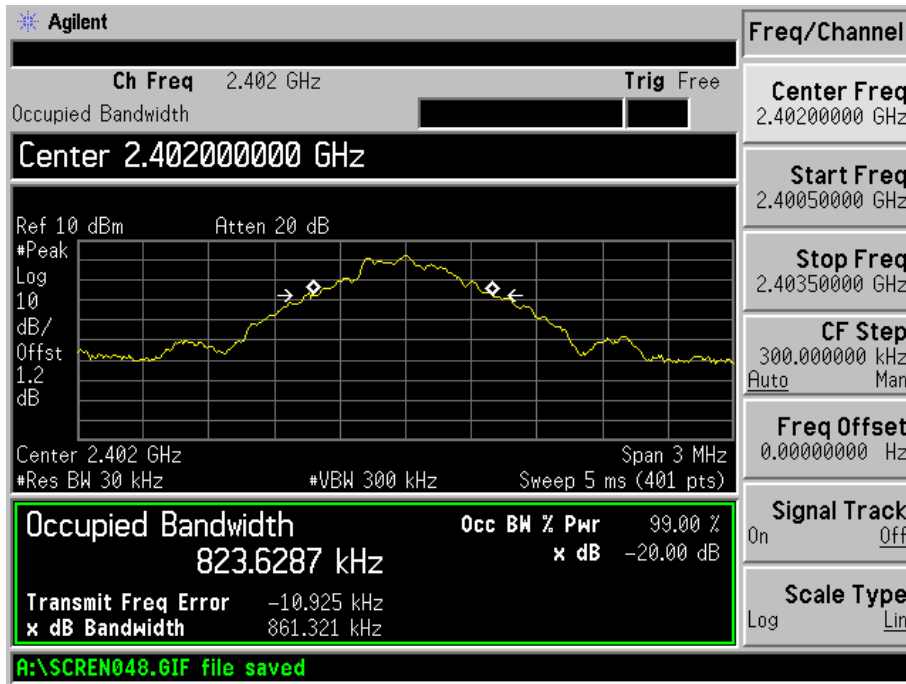 Agilent
Freq/Channel
Ch Freq 2.402 GHz Trig Free
Occupied Bandwidth
Center 2.402000000 GHz
Ref 10 dBm Atten 20 dB
#Peak
Log
10
dB/
Offst
1.2
dB
Center 2.402 GHz Span 3 MHz
#Res BW 30 kHz #VBW 300 kHz Sweep 5 ms (401 pts)
Occupied Bandwidth
823.6287 kHz
Occ BW % Pwr 99.00 %
x dB -20.00 dB
Transmit Freq Error -10.925 kHz
x dB Bandwidth 861.321 kHz
A:\SCREN048.GIF file saved
Center Freq
2.40200000 GHz
Start Freq
2.40050000 GHz
Stop Freq
2.40350000 GHz
CF Step
300.000000 kHz
Auto Man
Freq Offset
0.00000000 Hz
Signal Track
On Off
Scale Type
Log Lin